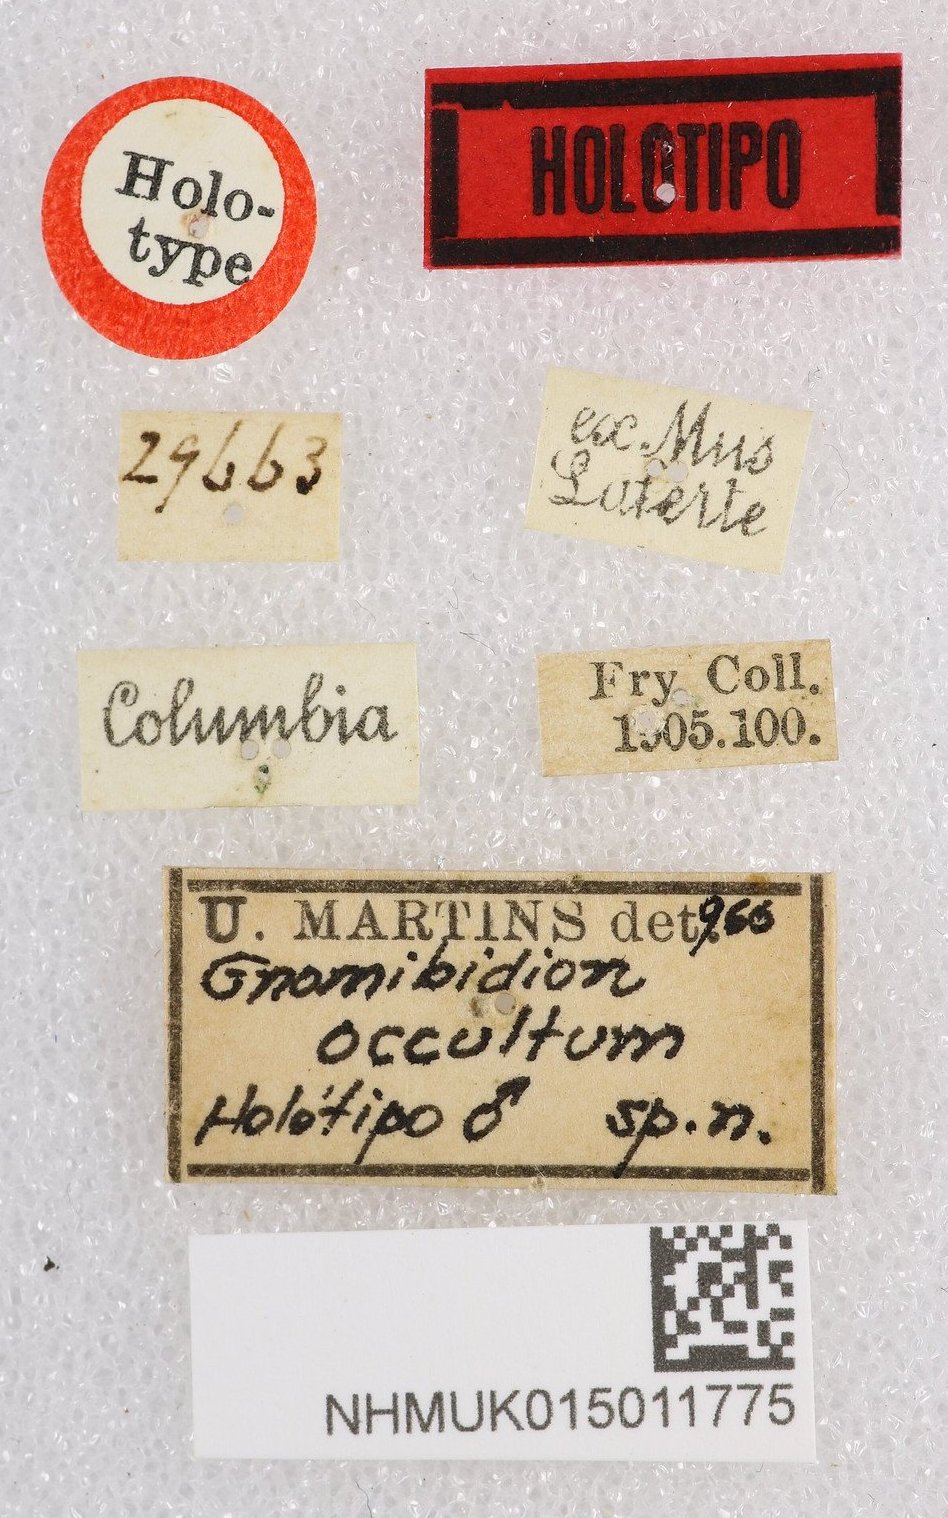 Holo-
type
HOLOTIPO
29663
ex. Mus
Laferte
Columbia
Fry Coll.
1905.100.
U. MARTINS det. 960
Gnomibidion
occultum
Holótipo ♂ sp.n.
NHMUK015011775